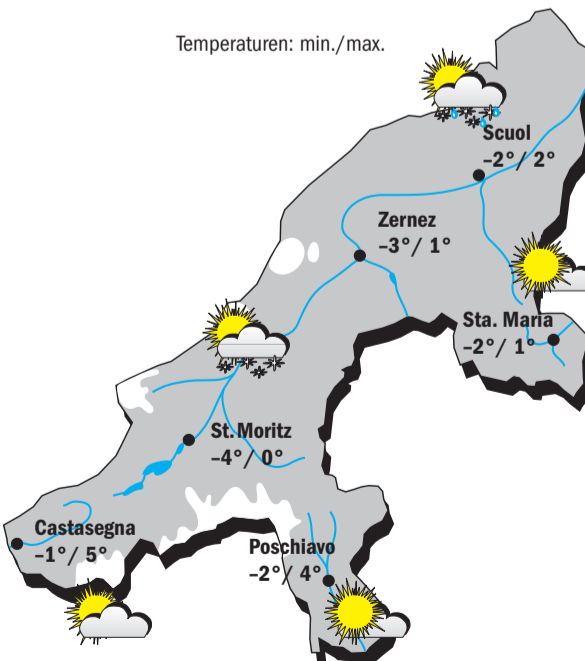 Temperaturen: min./max.
Scuol
–2°/ 2°
Zernez
–3°/ 1°
Sta. Maria
–2°/ 1°
St. Moritz
–4°/ 0°
Castasegna
–1°/ 5°
Poschiavo
–2°/ 4°